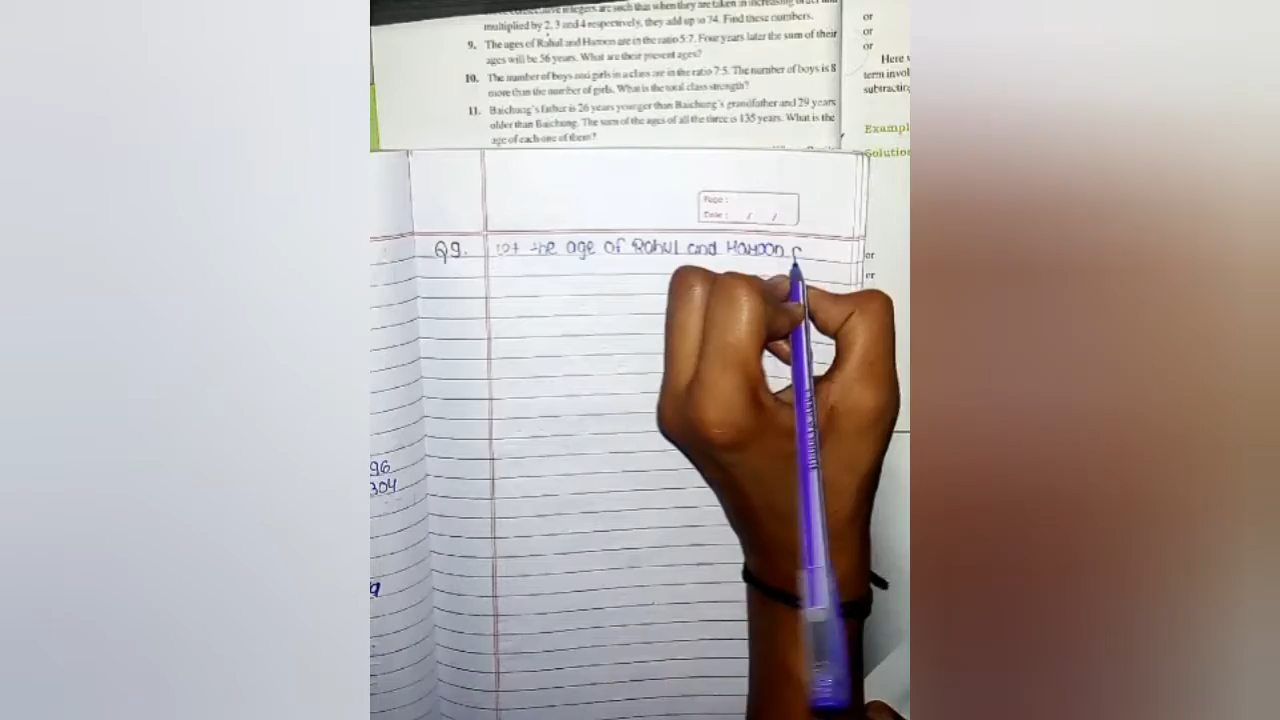 multiplied by 2, 3 and 4 respectively, they add up to 74. Find these numbers.
9. The ages of Rahul and Haroon are in the ratio 5:7. Four years later the sum of their
ages will be 56 years. What are their present ages?
10. The number of boys and girls in a class are in the ratio 7:5. The number of boys is 8
more than the number of girls. What is the total class strength?
11. Baichung's father is 26 years younger than Baichung's grandfather and 29 years
older than Baichung. The sum of the ages of all the three is 135 years. What is the
age of each one of them?
or
or
or
Here
term invol
subtracting
Exampl
Solution
Page :
Date : / /
Q9. let the age of Rahul and Haroon
or
er
96
304
9